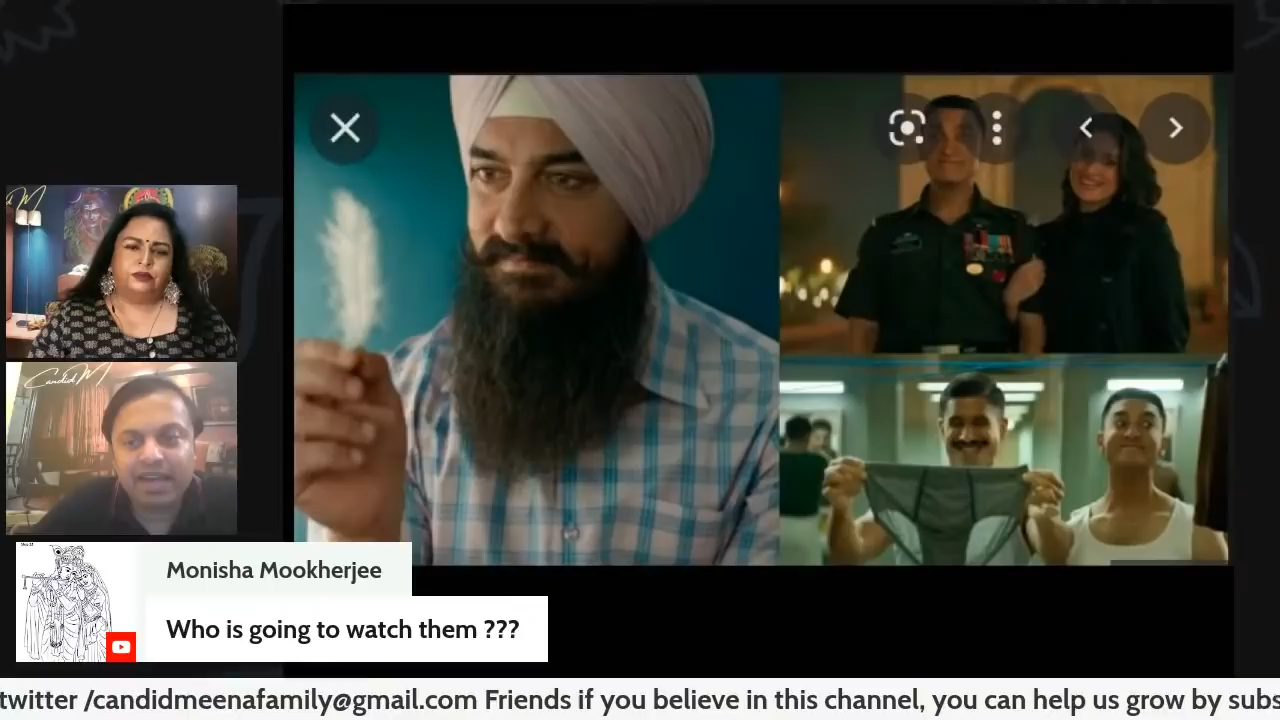 CandidM
Monisha Mookherjee
Who is going to watch them ???
twitter /candidmeenafamily@gmail.com Friends if you believe in this channel, you can help us grow by subs